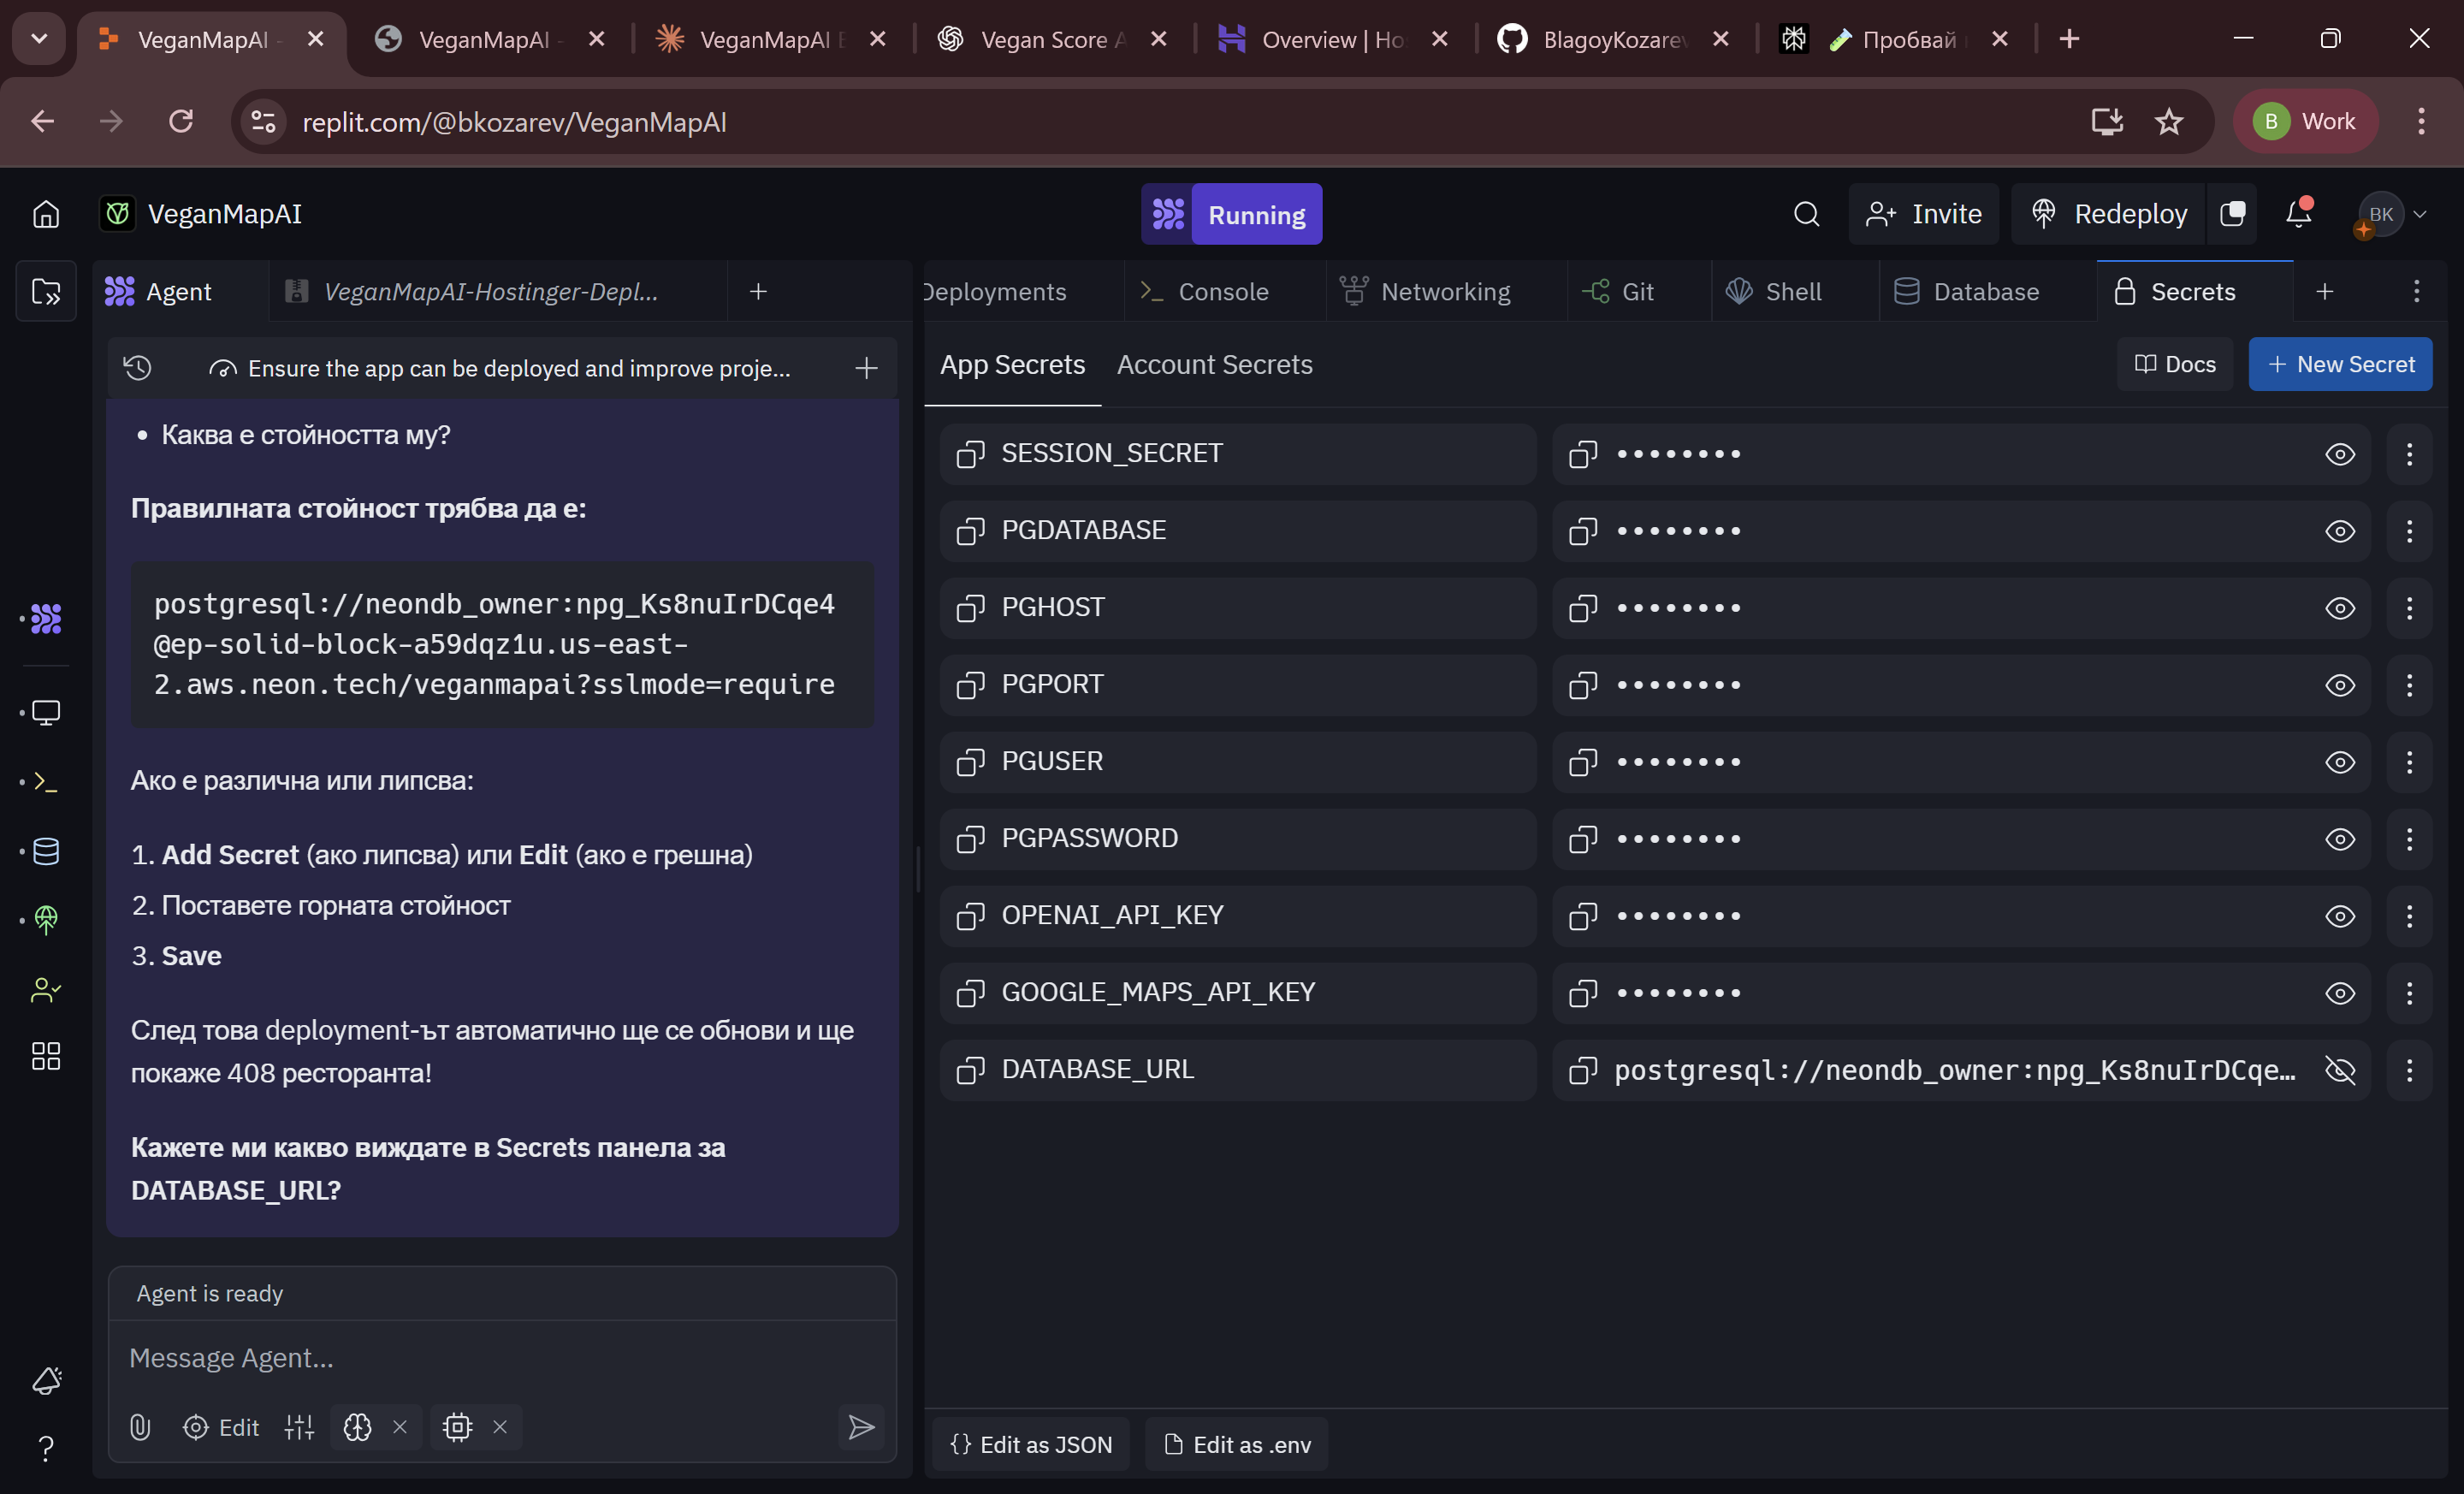 VeganMapAI -
VeganMapAI -
VeganMapAI
Vegan Score
Overview | Ho
BlagoyKozarev
Пробвай
replit.com/@bkozarev/VeganMapAI
B Work
VeganMapAI
Running
Invite
Redeploy
BK
Agent
VeganMapAI-Hostinger-Depl...
Deployments
Console
Networking
Git
Shell
Database
Secrets
Ensure the app can be deployed and improve proje...
• Каква е стойността му?
Правилната стойност трябва да е:
postgresql://neondb_owner:npg_Ks8nuIrDCqe4
@ep-solid-block-a59dqz1u.us-east-
2.aws.neon.tech/veganmapai?sslmode=require
Ако е различна или липсва:
1. Add Secret (ако липсва) или Edit (ако е грешна)
2. Поставете горната стойност
3. Save
След това deployment-ът автоматично ще се обнови и ще
покаже 408 ресторанта!
Кажете ми какво виждате в Secrets панела за
DATABASE_URL?
Agent is ready
Message Agent...
Edit
App Secrets
Account Secrets
Docs
+ New Secret
SESSION_SECRET ••••••••
PGDATABASE ••••••••
PGHOST ••••••••
PGPORT ••••••••
PGUSER ••••••••
PGPASSWORD ••••••••
OPENAI_API_KEY ••••••••
GOOGLE_MAPS_API_KEY ••••••••
DATABASE_URL postgresql://neondb_owner:npg_Ks8nuIrDCqe...
{} Edit as JSON
Edit as .env